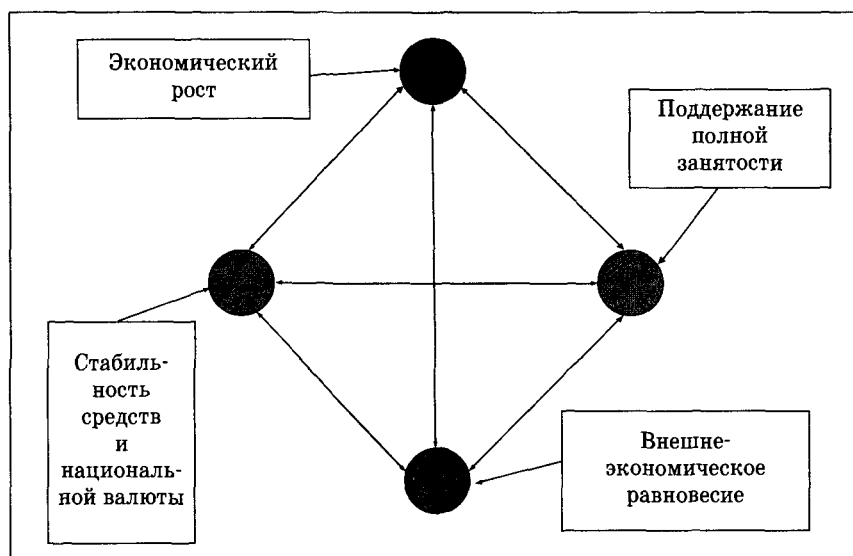 Экономический
рост
Поддержание
полной
занятости
Стабиль-
ность
средств
и
националь-
ной валюты
Внешне-
экономическое
равновесие